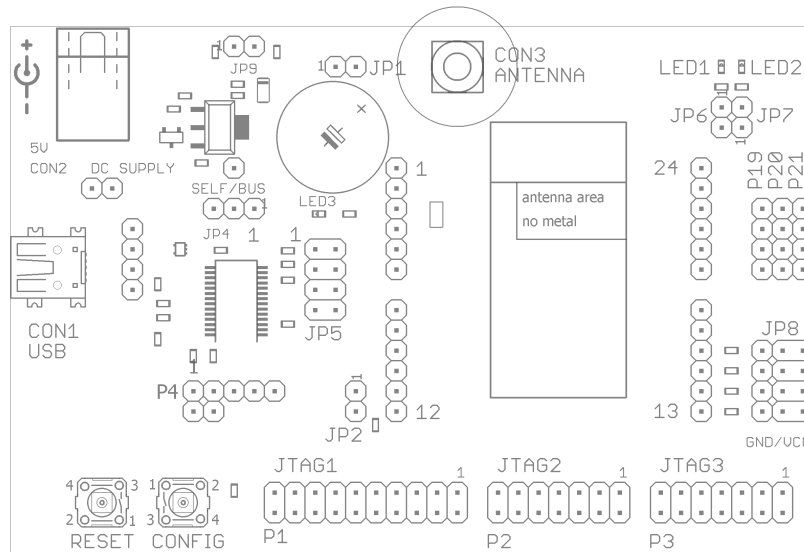 +
1
JP9
1
JP1
CON3
ANTENNA
LED1
LED2
JP6
1
JP7
1
-
5V
CON2
DC SUPPLY
SELF/BUS
LED3
1
24
P19
P20
P21
antenna area
no metal
1
JP4
1
1
CON1
USB
JP5
JP8
1
P4
1
JP2
12
13
GND/VCC
JTAG1
1
JTAG2
1
JTAG3
1
4
3
2
1
1
2
3
4
RESET
CONFIG
P1
P2
P3